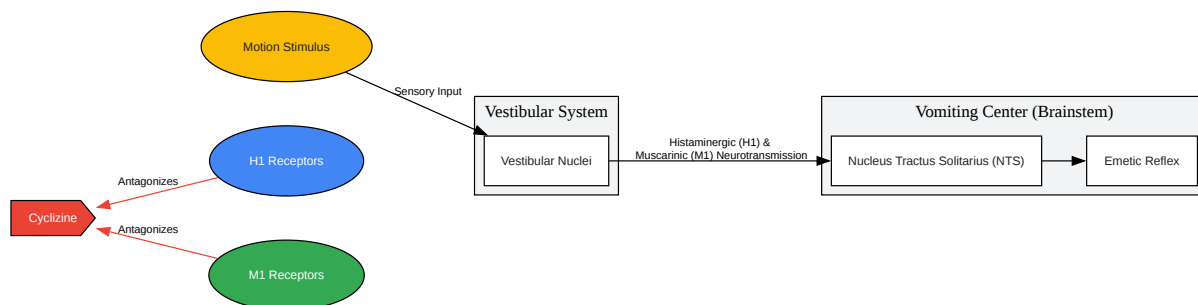 Motion Stimulus
Sensory Input
Vestibular System
Vestibular Nuclei
Histaminergic (H1) &
Muscarinic (M1) Neurotransmission
Vomiting Center (Brainstem)
Nucleus Tractus Solitarius (NTS)
Emetic Reflex
H1 Receptors
Antagonizes
Cyclizine
Antagonizes
M1 Receptors